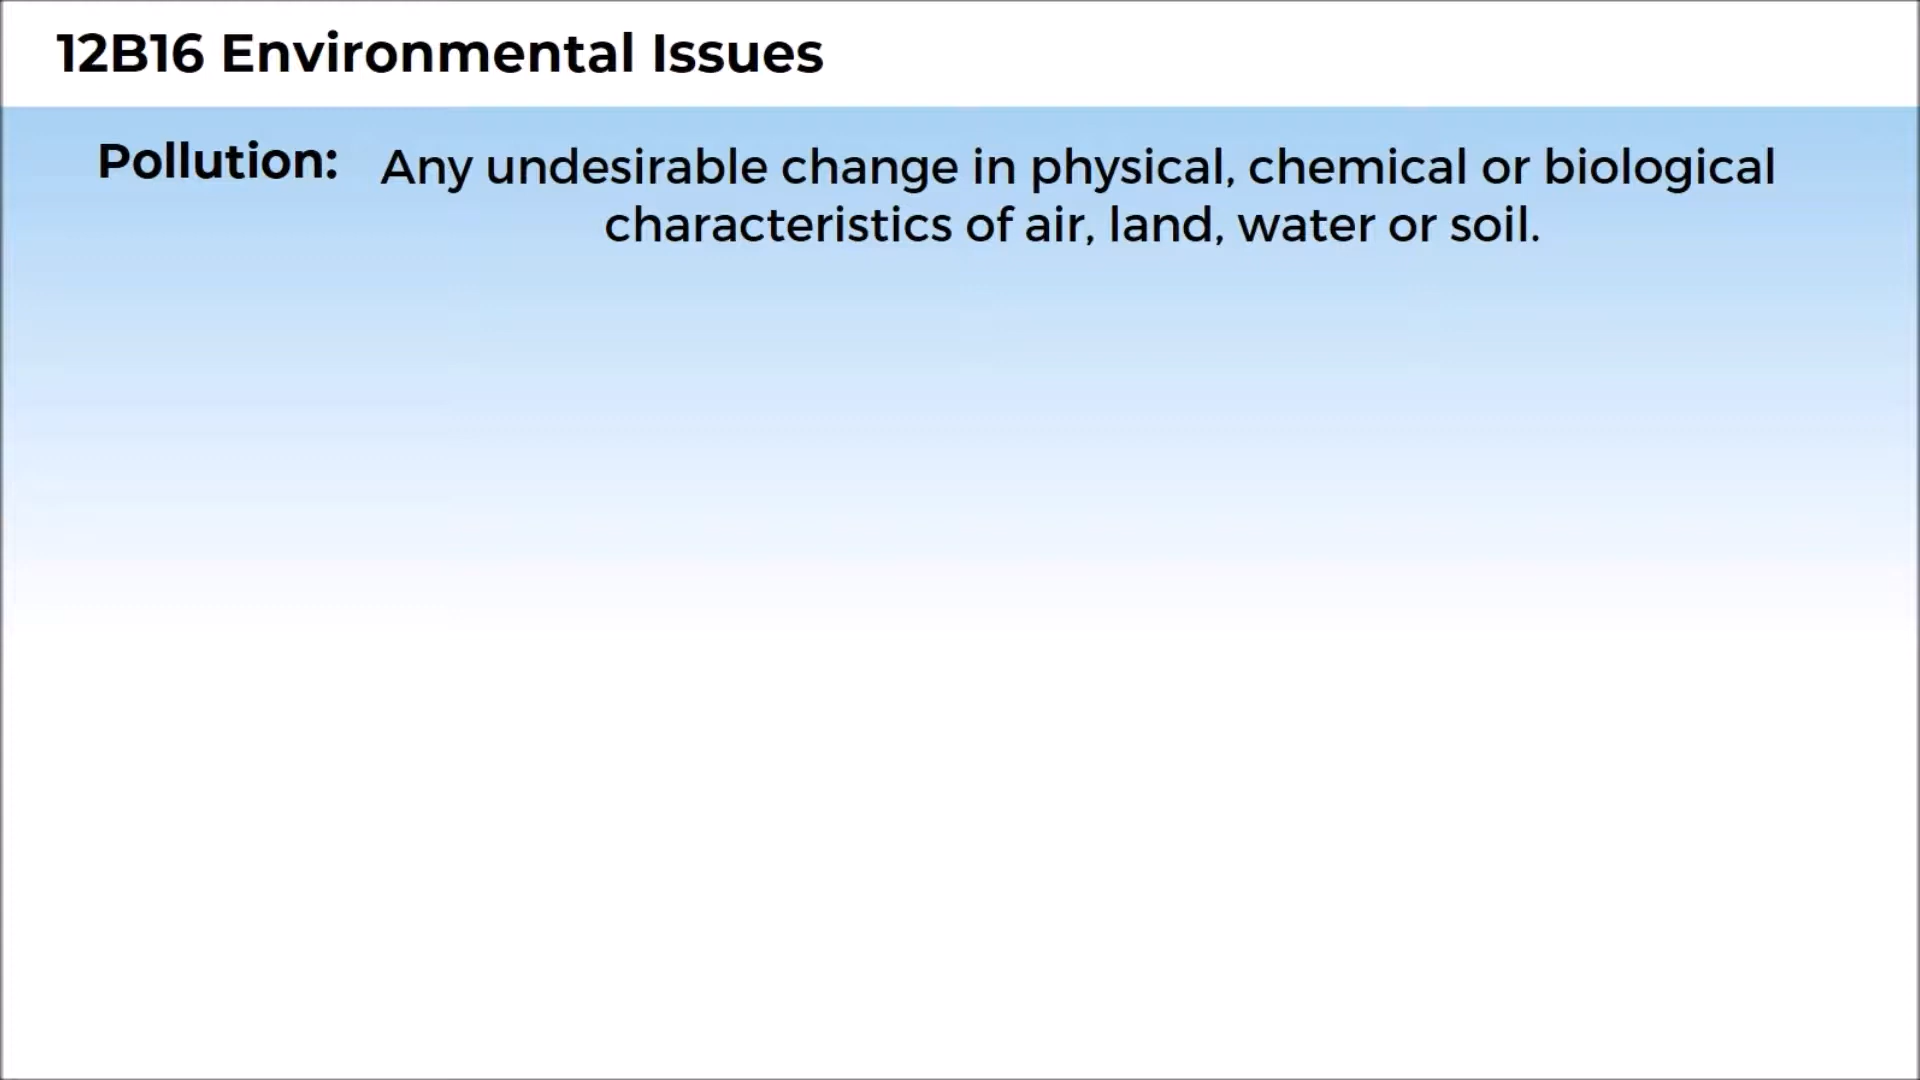 12B16 Environmental Issues
Pollution: Any undesirable change in physical, chemical or biological
characteristics of air, land, water or soil.